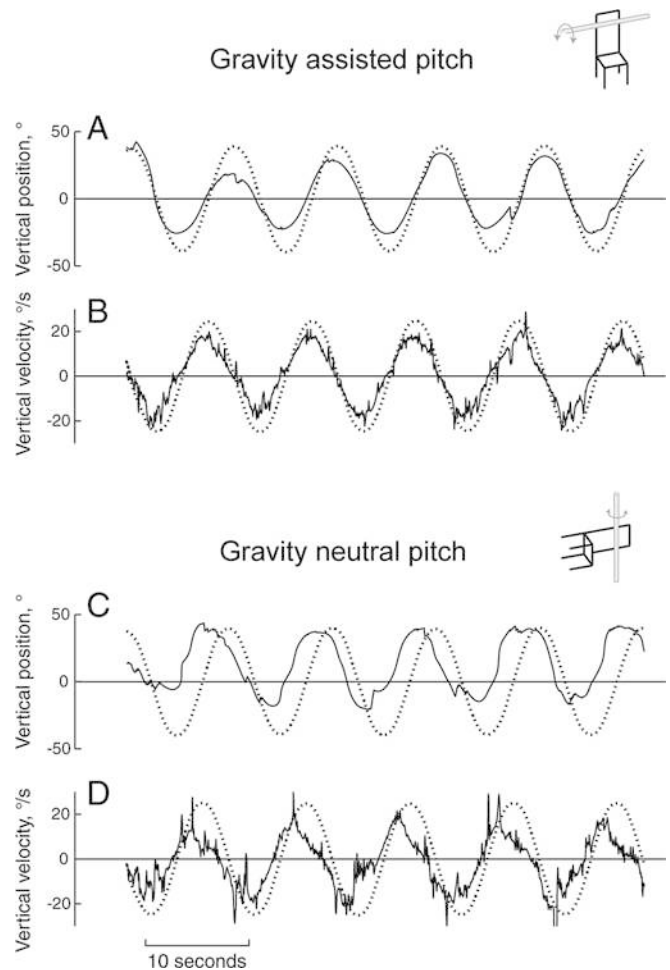 Gravity assisted pitch
A
Vertical position, °
50
0
-50
B
Vertical velocity, °/s
20
0
-20
Gravity neutral pitch
C
Vertical position, °
50
0
-50
D
Vertical velocity, °/s
20
0
-20
10 seconds